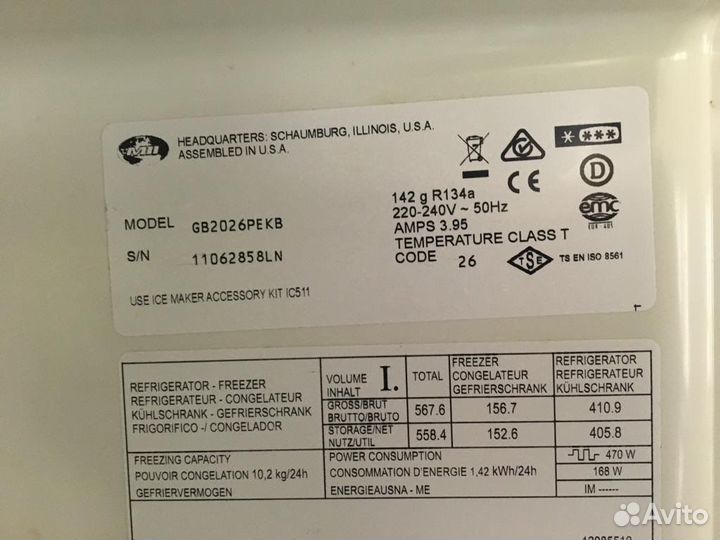 MII
HEADQUARTERS: SCHAUMBURG, ILLINOIS, U.S.A.
ASSEMBLED IN U.S.A.
MODEL GB2026PEKB
S/N 11062858LN
USE ICE MAKER ACCESSORY KIT IC511
142 g R134a
220-240V ~ 50Hz
AMPS 3.95
TEMPERATURE CLASS T
CODE 26
CE
D
emc
TSE
TS EN ISO 8561
REFRIGERATOR - FREEZER
REFRIGERATEUR - CONGELATEUR
KÜHLSCHRANK - GEFRIERSCHRANK
FRIGORIFICO -/ CONGELADOR
VOLUME INHALT l. TOTAL FREEZER CONGELATEUR GEFRIERSCHRANK REFRIGERATOR REFRIGERATEUR KÜHLSCHRANK
GROSS/BRUT BRUTTO/BRUTO 567.6 156.7 410.9
STORAGE/NET NUTZ/UTIL 558.4 152.6 405.8
FREEZING CAPACITY
POUVOIR CONGELATION 10,2 kg/24h
GEFRIERVERMOGEN
POWER CONSUMPTION 470 W
CONSOMMATION D'ENERGIE 1,42 kWh/24h 168 W
ENERGIEAUSNA - ME IM ------
Avito